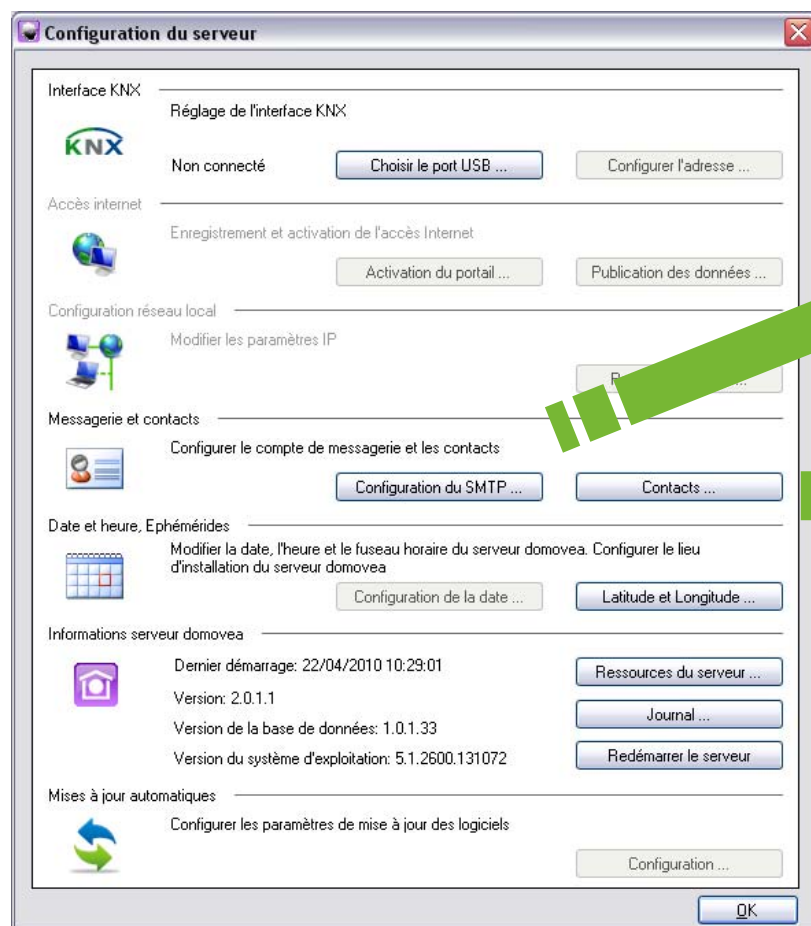 Configuration du serveur
Interface KNX
Réglage de l'interface KNX
KNX
Non connecté
Choisir le port USB ...
Configurer l'adresse ...
Accès internet
Enregistrement et activation de l'accès Internet
Activation du portail ...
Publication des données ...
Configuration réseau local
Modifier les paramètres IP
Messagerie et contacts
Configurer le compte de messagerie et les contacts
Configuration du SMTP ...
Contacts ...
Date et heure, Ephémérides
Modifier la date, l'heure et le fuseau horaire du serveur domovea. Configurer le lieu
d'installation du serveur domovea
Configuration de la date ...
Latitude et Longitude ...
Informations serveur domovea
Dernier démarrage: 22/04/2010 10:29:01
Ressources du serveur ...
Version: 2.0.1.1
Journal ...
Version de la base de données: 1.0.1.33
Version du système d'exploitation: 5.1.2600.131072
Redémarrer le serveur
Mises à jour automatiques
Configurer les paramètres de mise à jour des logiciels
Configuration ...
OK